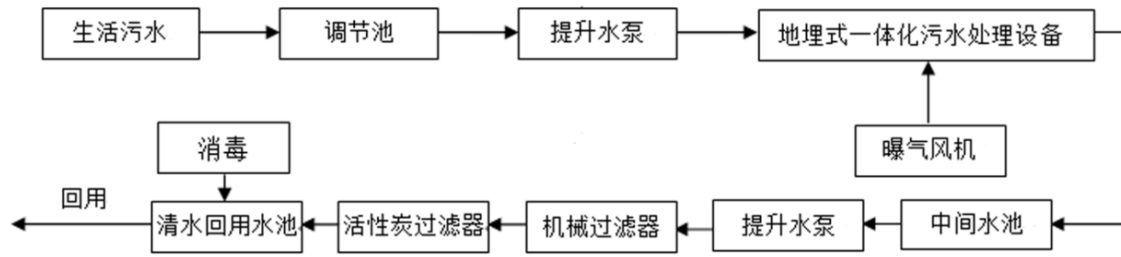 生活污水
调节池
提升水泵
地埋式一体化污水处理设备
消毒
曝气风机
回用
清水回用水池
活性炭过滤器
机械过滤器
提升水泵
中间水池